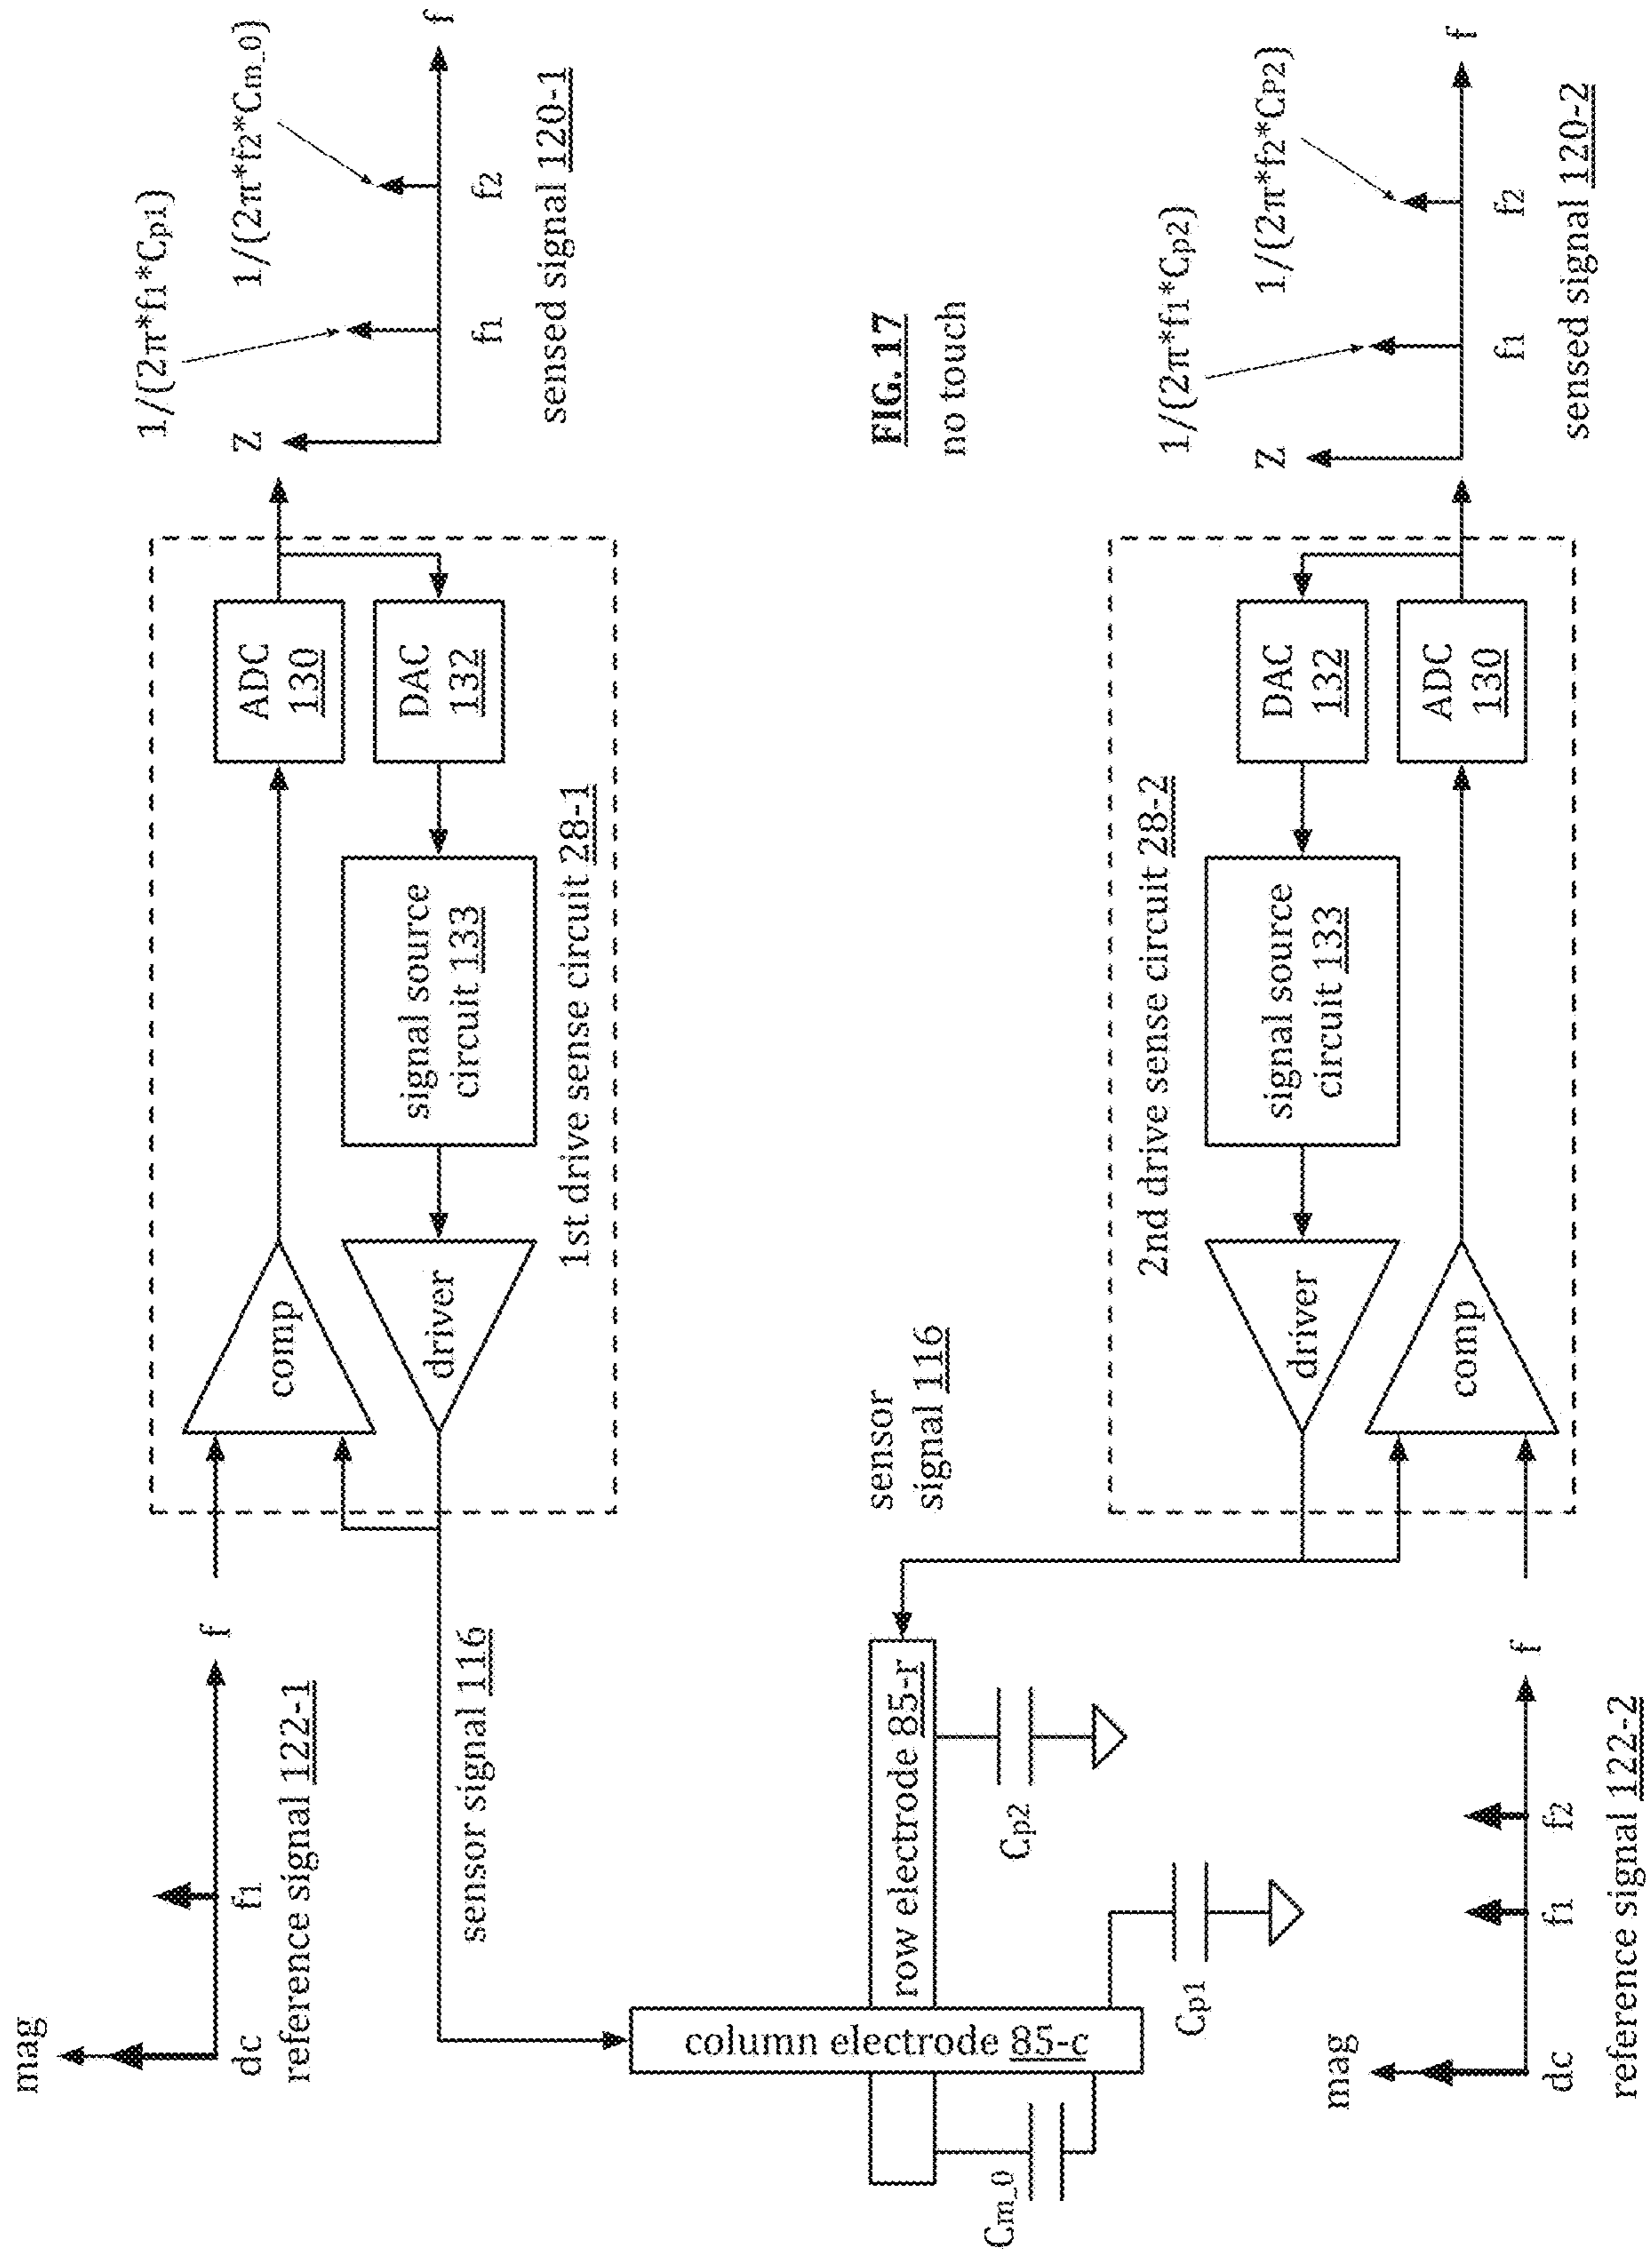 mag
dc
f1
f
reference signal 122-1
sensor signal 116
comp
driver
ADC
130
DAC
132
signal source
circuit 133
1st drive sense circuit 28-1
Z
1/(2π*f1*Cp1)
1/(2π*f2*Cm_0)
f
f1
f2
sensed signal 120-1
FIG. 17
no touch
sensor
signal 116
row electrode 85-r
column electrode 85-c
Cm_0
Cp2
Cp1
2nd drive sense circuit 28-2
driver
signal source
circuit 133
DAC
132
comp
ADC
130
Z
1/(2π*f1*Cp2)
1/(2π*f2*CP2)
f
f1
f2
sensed signal 120-2
mag
dc
f1
f2
f
reference signal 122-2